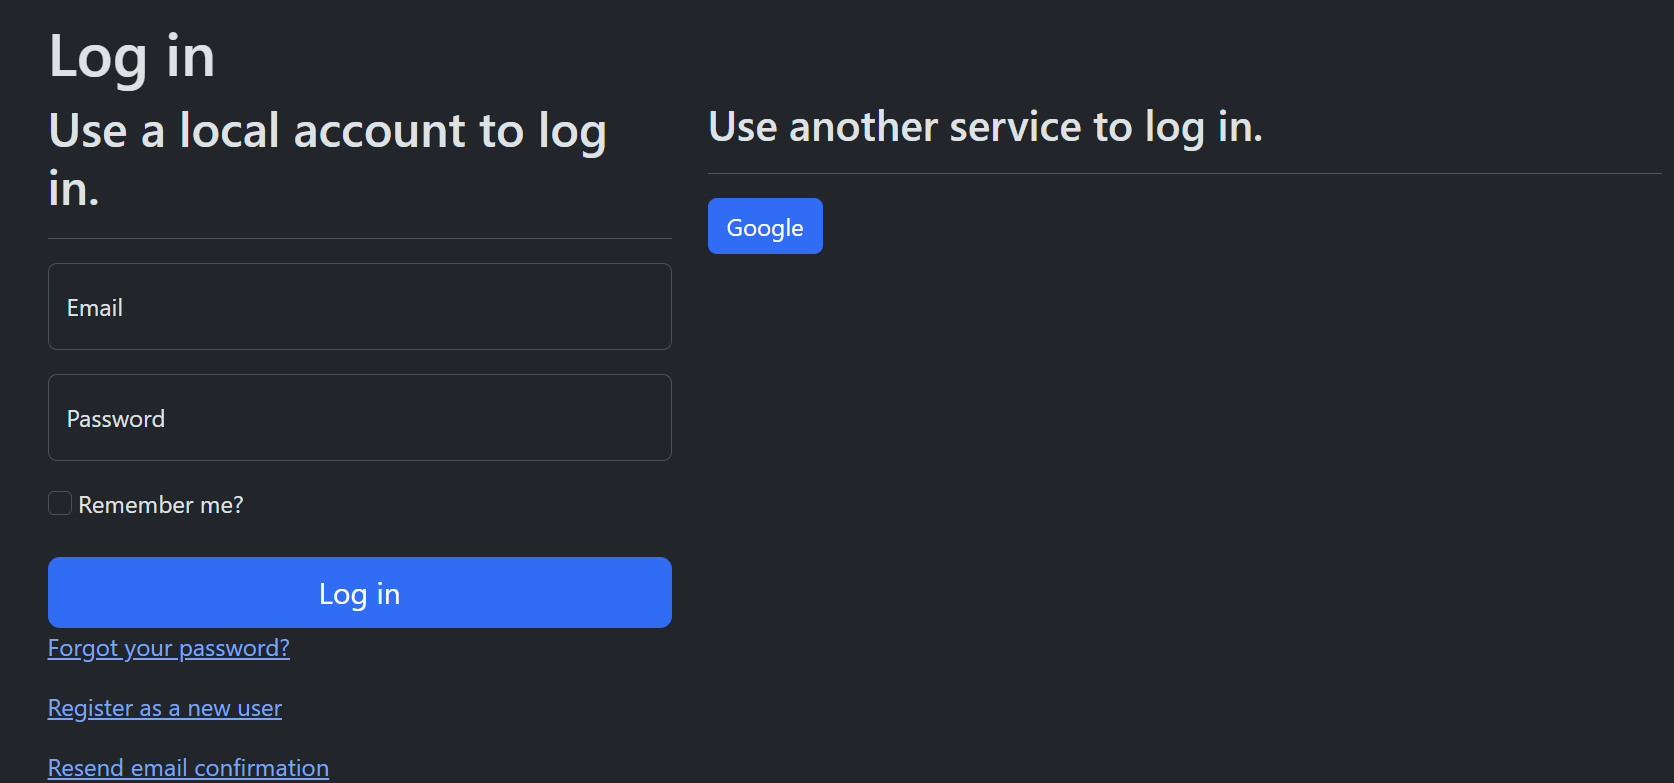 Log in
Use a local account to log
in.
Email
Password
Remember me?
Log in
Forgot your password?
Register as a new user
Resend email confirmation
Use another service to log in.
Google